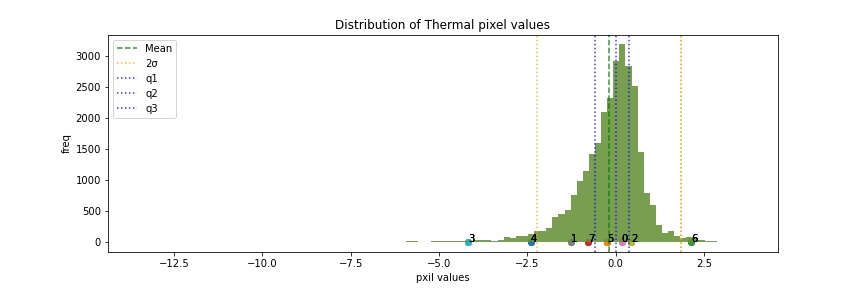 Distribution of Thermal pixel values
Mean
2σ
q1
q2
q3
freq
3000
2500
2000
1500
1000
500
0
3 4 1 7 5 0 2 6
−12.5 −10.0 −7.5 −5.0 −2.5 0.0 2.5
pxil values